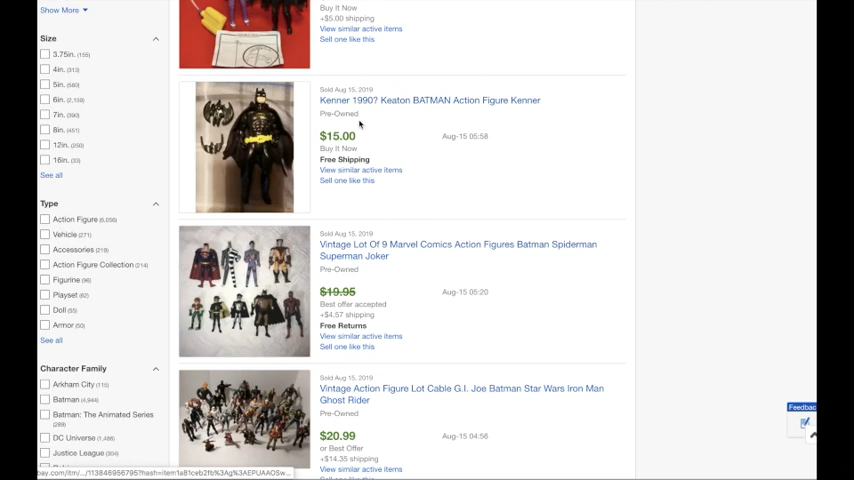 Show More
Size
3.75in. (155)
4in. (313)
5in. (580)
6in. (2,158)
7in. (390)
8in. (451)
12in. (250)
16in. (33)
See all
Type
Action Figure (6,056)
Vehicle (271)
Accessories (219)
Action Figure Collection (214)
Figurine (96)
Playset (62)
Doll (55)
Armor (50)
See all
Character Family
Arkham City (115)
Batman (4,944)
Batman: The Animated Series
(289)
DC Universe (1,486)
Justice League (304)
Buy It Now
+$5.00 shipping
View similar active items
Sell one like this
Sold Aug 15, 2019
Kenner 1990? Keaton BATMAN Action Figure Kenner
Pre-Owned
$15.00
Aug-15 05:58
Buy It Now
Free Shipping
View similar active items
Sell one like this
Sold Aug 15, 2019
Vintage Lot Of 9 Marvel Comics Action Figures Batman Spiderman
Superman Joker
Pre-Owned
$19.95
Aug-15 05:20
Best offer accepted
+$4.57 shipping
Free Returns
View similar active items
Sell one like this
Sold Aug 15, 2019
Vintage Action Figure Lot Cable G.I. Joe Batman Star Wars Iron Man
Ghost Rider
Pre-Owned
$20.99
Aug-15 04:56
or Best Offer
+$14.35 shipping
View similar active items
Feedbac